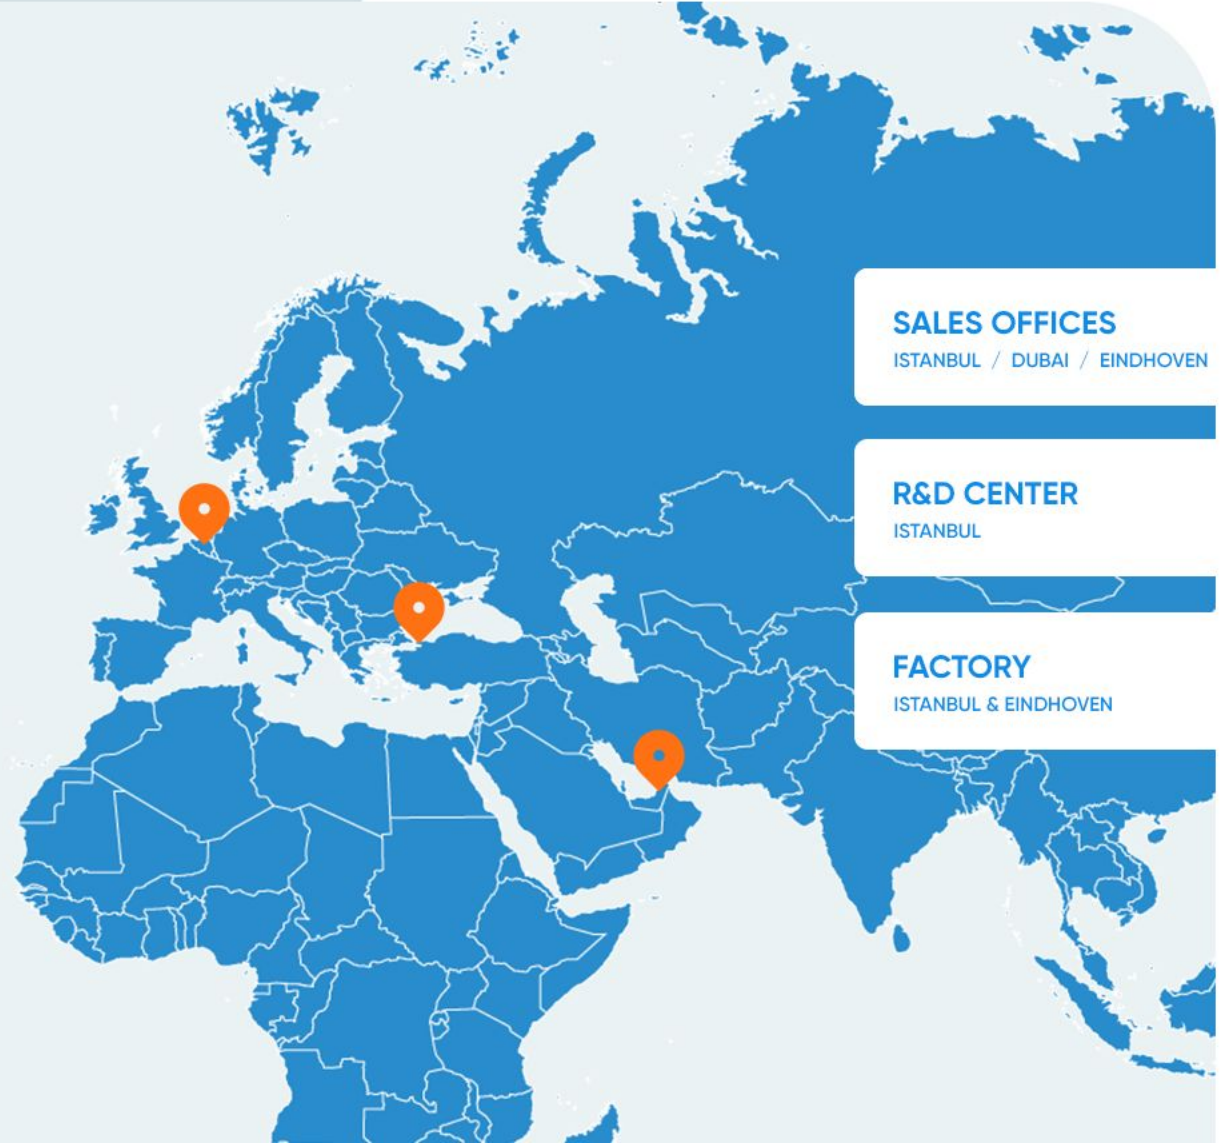 SALES OFFICES
ISTANBUL / DUBAI / EINDHOVEN
R&D CENTER
ISTANBUL
FACTORY
ISTANBUL & EINDHOVEN